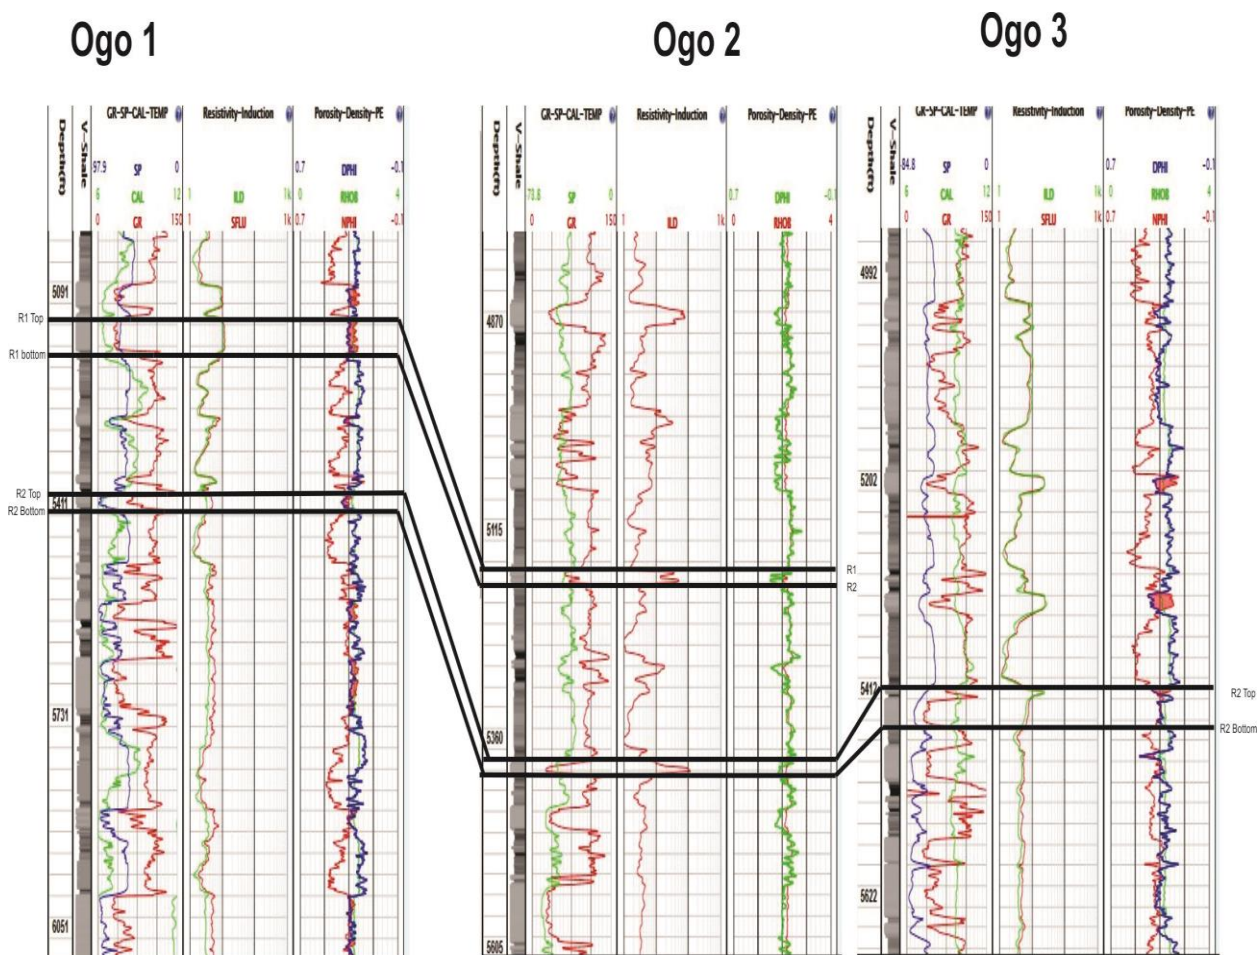 Ogo 1
Ogo 2
Ogo 3
Depth(ft)
V-Shale
GR-SP-CAL-TEMP
Resistivity-Induction
Porosity-Density-PE
97.9 SP 0
0.7 DPHI -0.1
6 CAL 12
1 ILD 1k
0 RHOB 4
0 GR 150
1 SFLU 1k
0.7 NPHI -0.1
5091
R1 Top
R1 bottom
R2 Top
5411
R2 Bottom
5731
6051
Depth(ft)
V-Shale
GR-SP-CAL-TEMP
Resistivity-Induction
Porosity-Density-PE
0.7 DPHI -0.1
SP 0
0 GR 150
1 ILD 1k
0 RHOB 4
4870
5115
R1
R2
5360
5605
Depth(ft)
V-Shale
GR-SP-CAL-TEMP
Resistivity-Induction
Porosity-Density-PE
-84.8 SP 0
0.7 DPHI -0.1
6 CAL 12
1 ILD 1k
0 RHOB 4
0 GR 150
1 SFLU 1k
0.7 NPHI -0.1
4992
5202
5412
R2 Top
R2 Bottom
5622